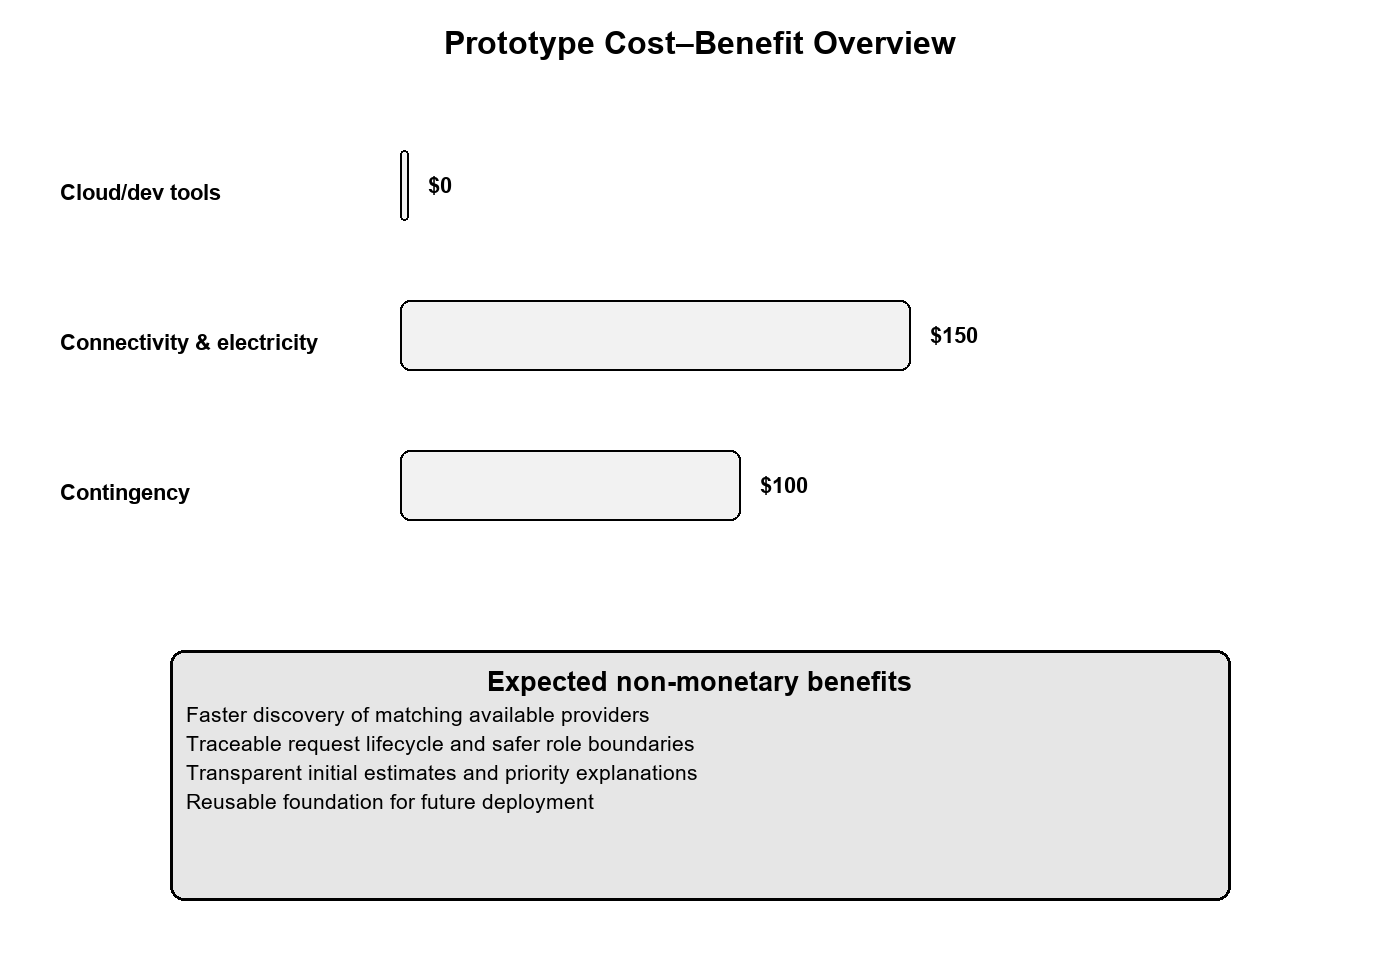 Prototype Cost–Benefit Overview
Cloud/dev tools
$0
Connectivity & electricity
$150
Contingency
$100
Expected non-monetary benefits
Faster discovery of matching available providers
Traceable request lifecycle and safer role boundaries
Transparent initial estimates and priority explanations
Reusable foundation for future deployment